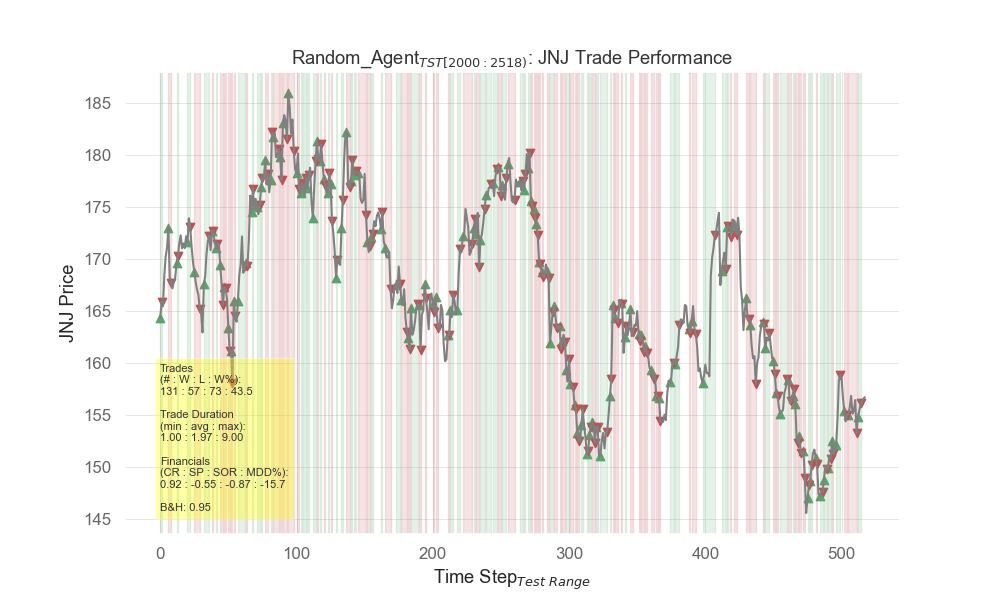 Random_Agent_TST[2000:2518): JNJ Trade Performance
JNJ Price
185
180
175
170
165
160
155
150
145
Trades
(# : W : L : W%):
131 : 57 : 73 : 43.5
Trade Duration
(min : avg : max):
1.00 : 1.97 : 9.00
Financials
(CR : SP : SOR : MDD%):
0.92 : -0.55 : -0.87 : -15.7
B&H: 0.95
0 100 200 300 400 500
Time Step_Test Range